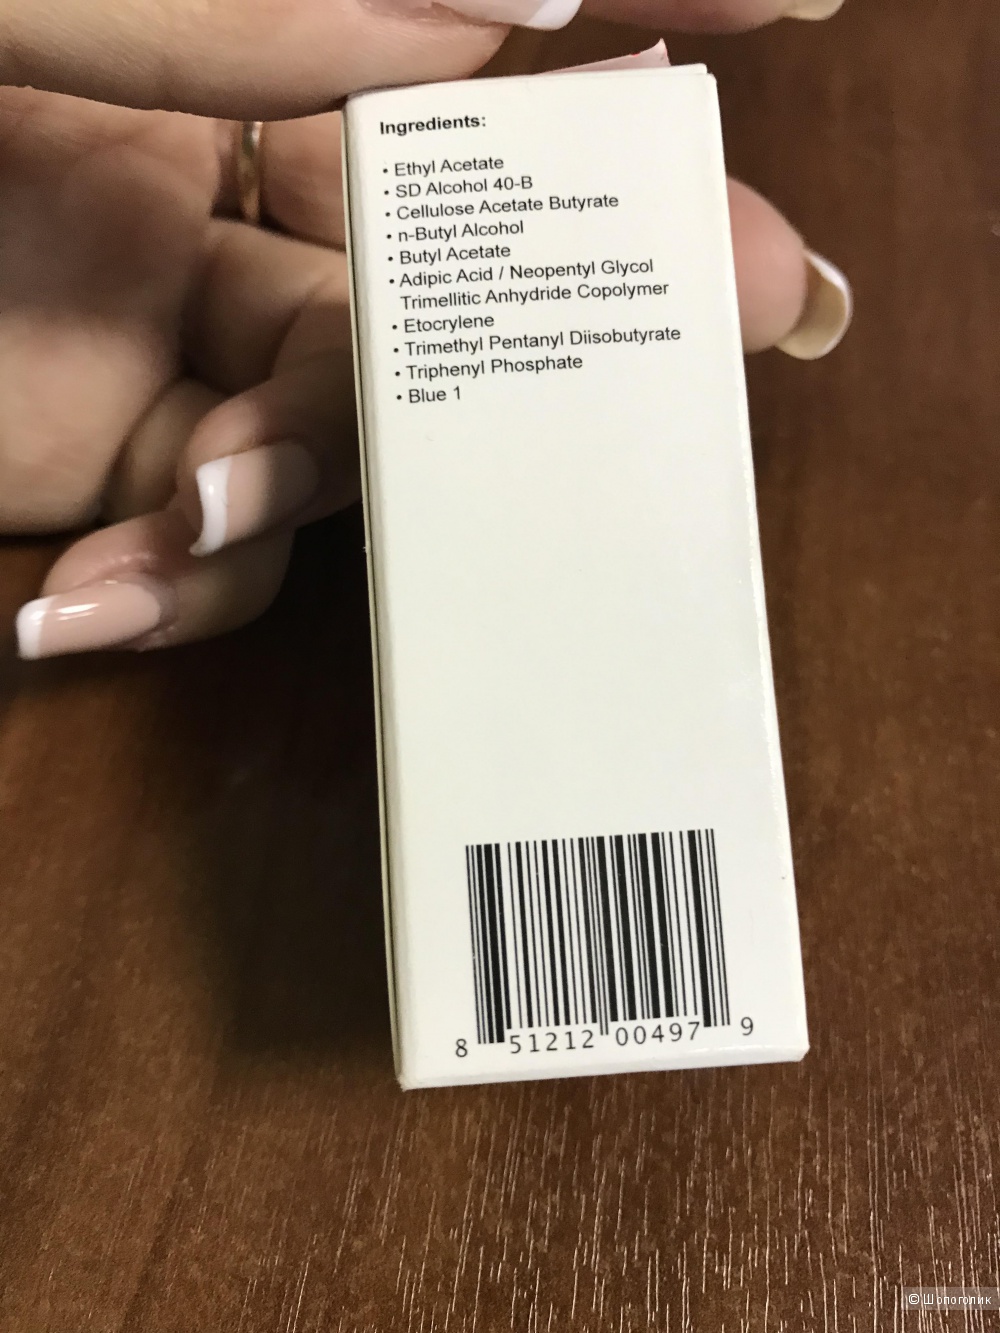 Ingredients:
• Ethyl Acetate
• SD Alcohol 40-B
• Cellulose Acetate Butyrate
• n-Butyl Alcohol
• Butyl Acetate
• Adipic Acid / Neopentyl Glycol
Trimellitic Anhydride Copolymer
• Etocrylene
• Trimethyl Pentanyl Diisobutyrate
• Triphenyl Phosphate
• Blue 1
8 51212 00497 9
© Шопоголик